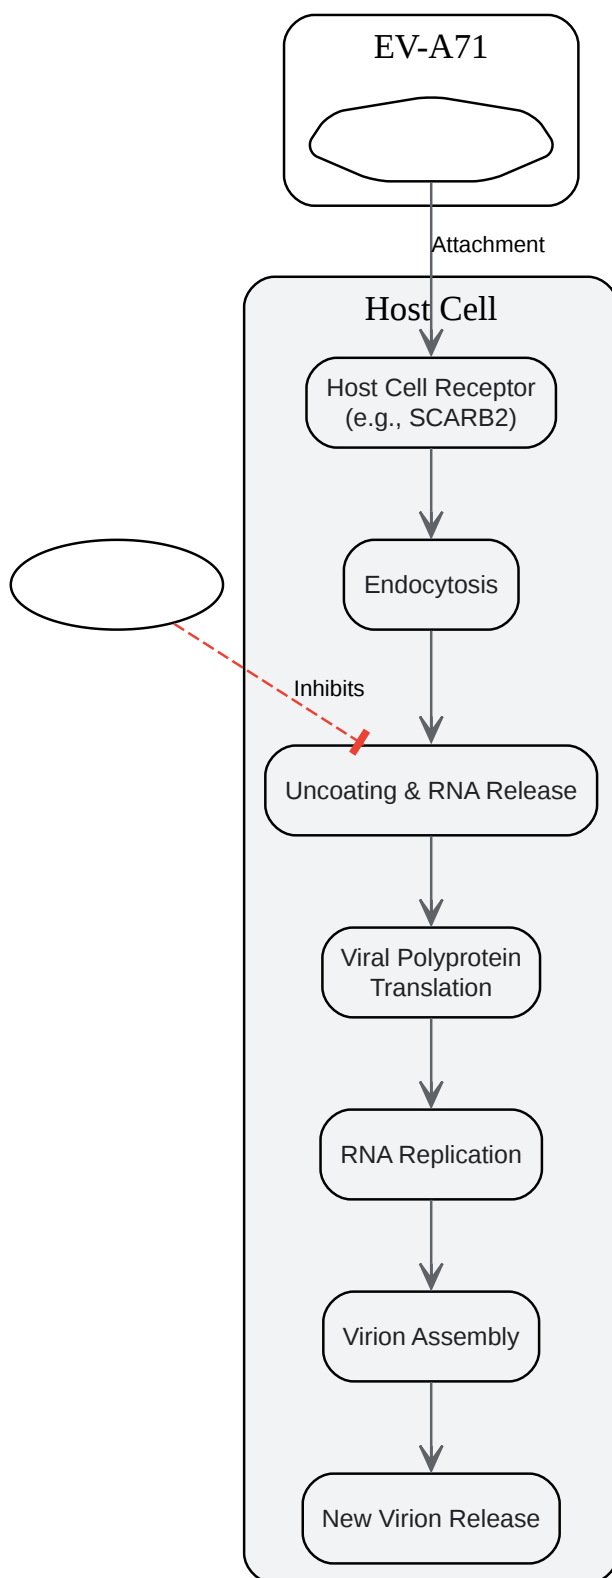 EV-A71
Attachment
Host Cell
Host Cell Receptor
(e.g., SCARB2)
Endocytosis
Inhibits
Uncoating & RNA Release
Viral Polyprotein
Translation
RNA Replication
Virion Assembly
New Virion Release